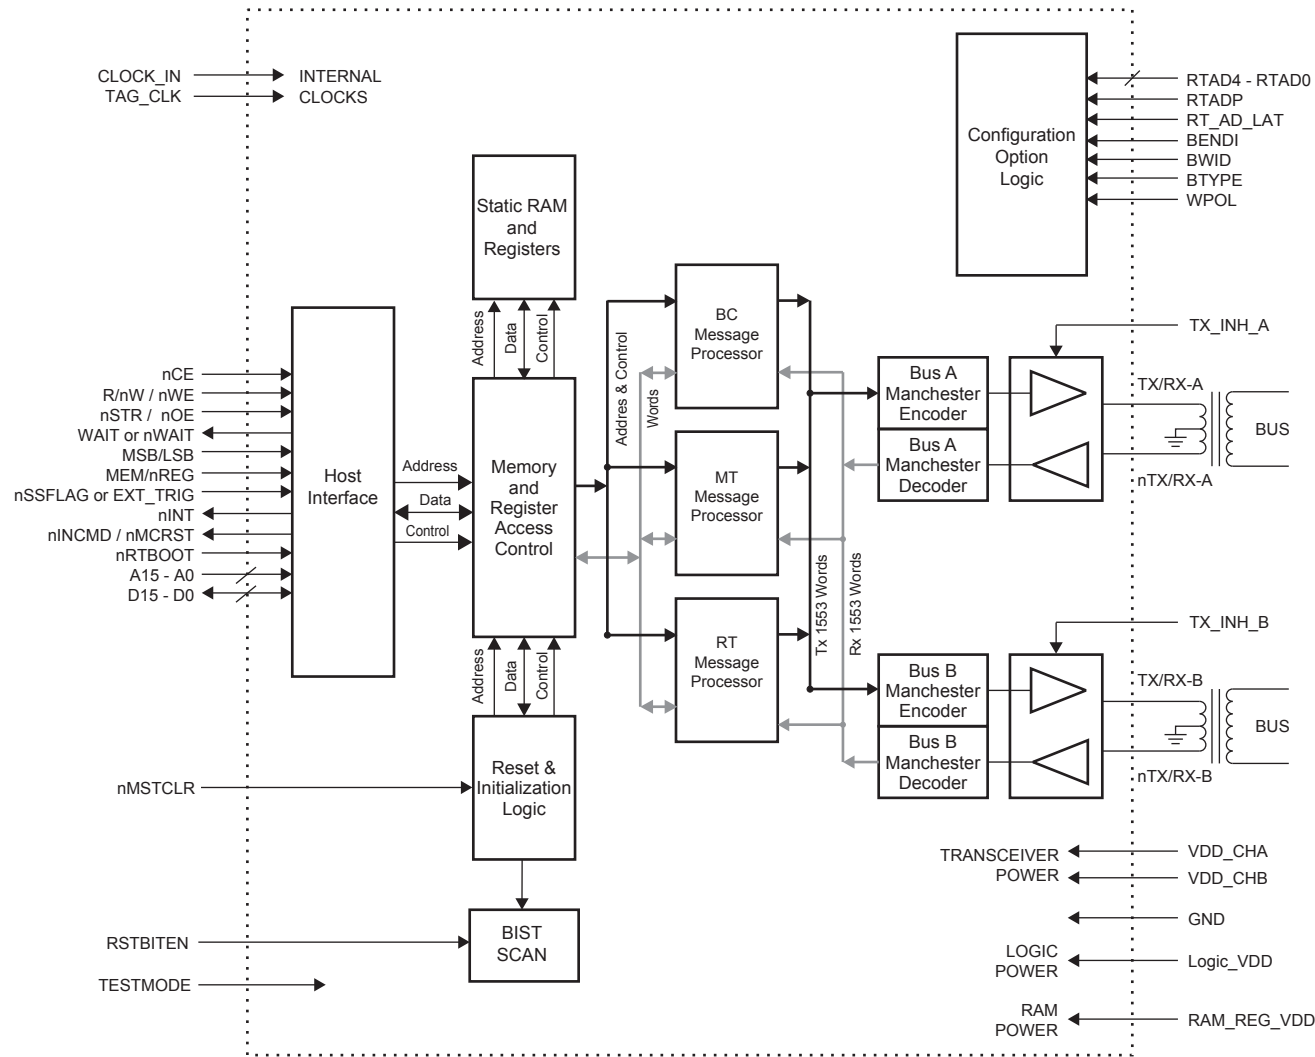 CLOCK_IN
TAG_CLK
INTERNAL
CLOCKS
Configuration
Option
Logic
RTAD4 - RTAD0
RTADP
RT_AD_LAT
BENDI
BWID
BTYPE
WPOL
Static RAM
and
Registers
Address
Data
Control
nCE
R/nW / nWE
nSTR / nOE
WAIT or nWAIT
MSB/LSB
MEM/nREG
nSSFLAG or EXT_TRIG
nINT
nINCMD / nMCRST
nRTBOOT
A15 - A0
D15 - D0
Host
Interface
Address
Data
Control
Memory
and
Register
Access
Control
Addres & Control
Words
BC
Message
Processor
MT
Message
Processor
RT
Message
Processor
Tx 1553 Words
Rx 1553 Words
Bus A
Manchester
Encoder
Bus A
Manchester
Decoder
TX_INH_A
TX/RX-A
nTX/RX-A
BUS
Bus B
Manchester
Encoder
Bus B
Manchester
Decoder
TX_INH_B
TX/RX-B
nTX/RX-B
BUS
Address
Data
Control
nMSTCLR
Reset &
Initialization
Logic
RSTBITEN
BIST
SCAN
TESTMODE
TRANSCEIVER
POWER
VDD_CHA
VDD_CHB
GND
LOGIC
POWER
Logic_VDD
RAM
POWER
RAM_REG_VDD